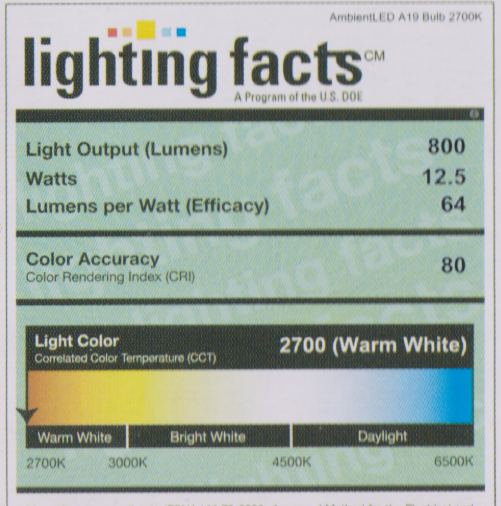 AmbientLED A19 Bulb 2700K
lighting facts CM
A Program of the U.S. DOE
Light Output (Lumens) 800
Watts 12.5
Lumens per Watt (Efficacy) 64
Color Accuracy 80
Color Rendering Index (CRI)
Light Color 2700 (Warm White)
Correlated Color Temperature (CCT)
Warm White Bright White Daylight
2700K 3000K 4500K 6500K